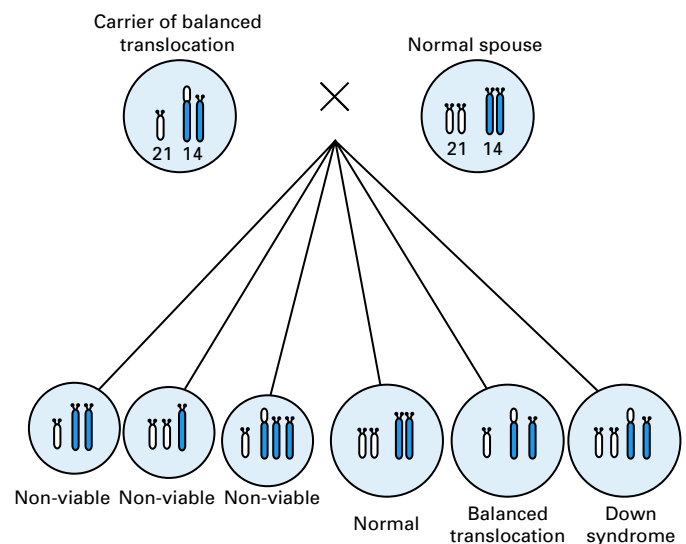 Carrier of balanced
translocation
Normal spouse
21 14
21 14
Non-viable
Non-viable
Non-viable
Normal
Balanced
translocation
Down
syndrome